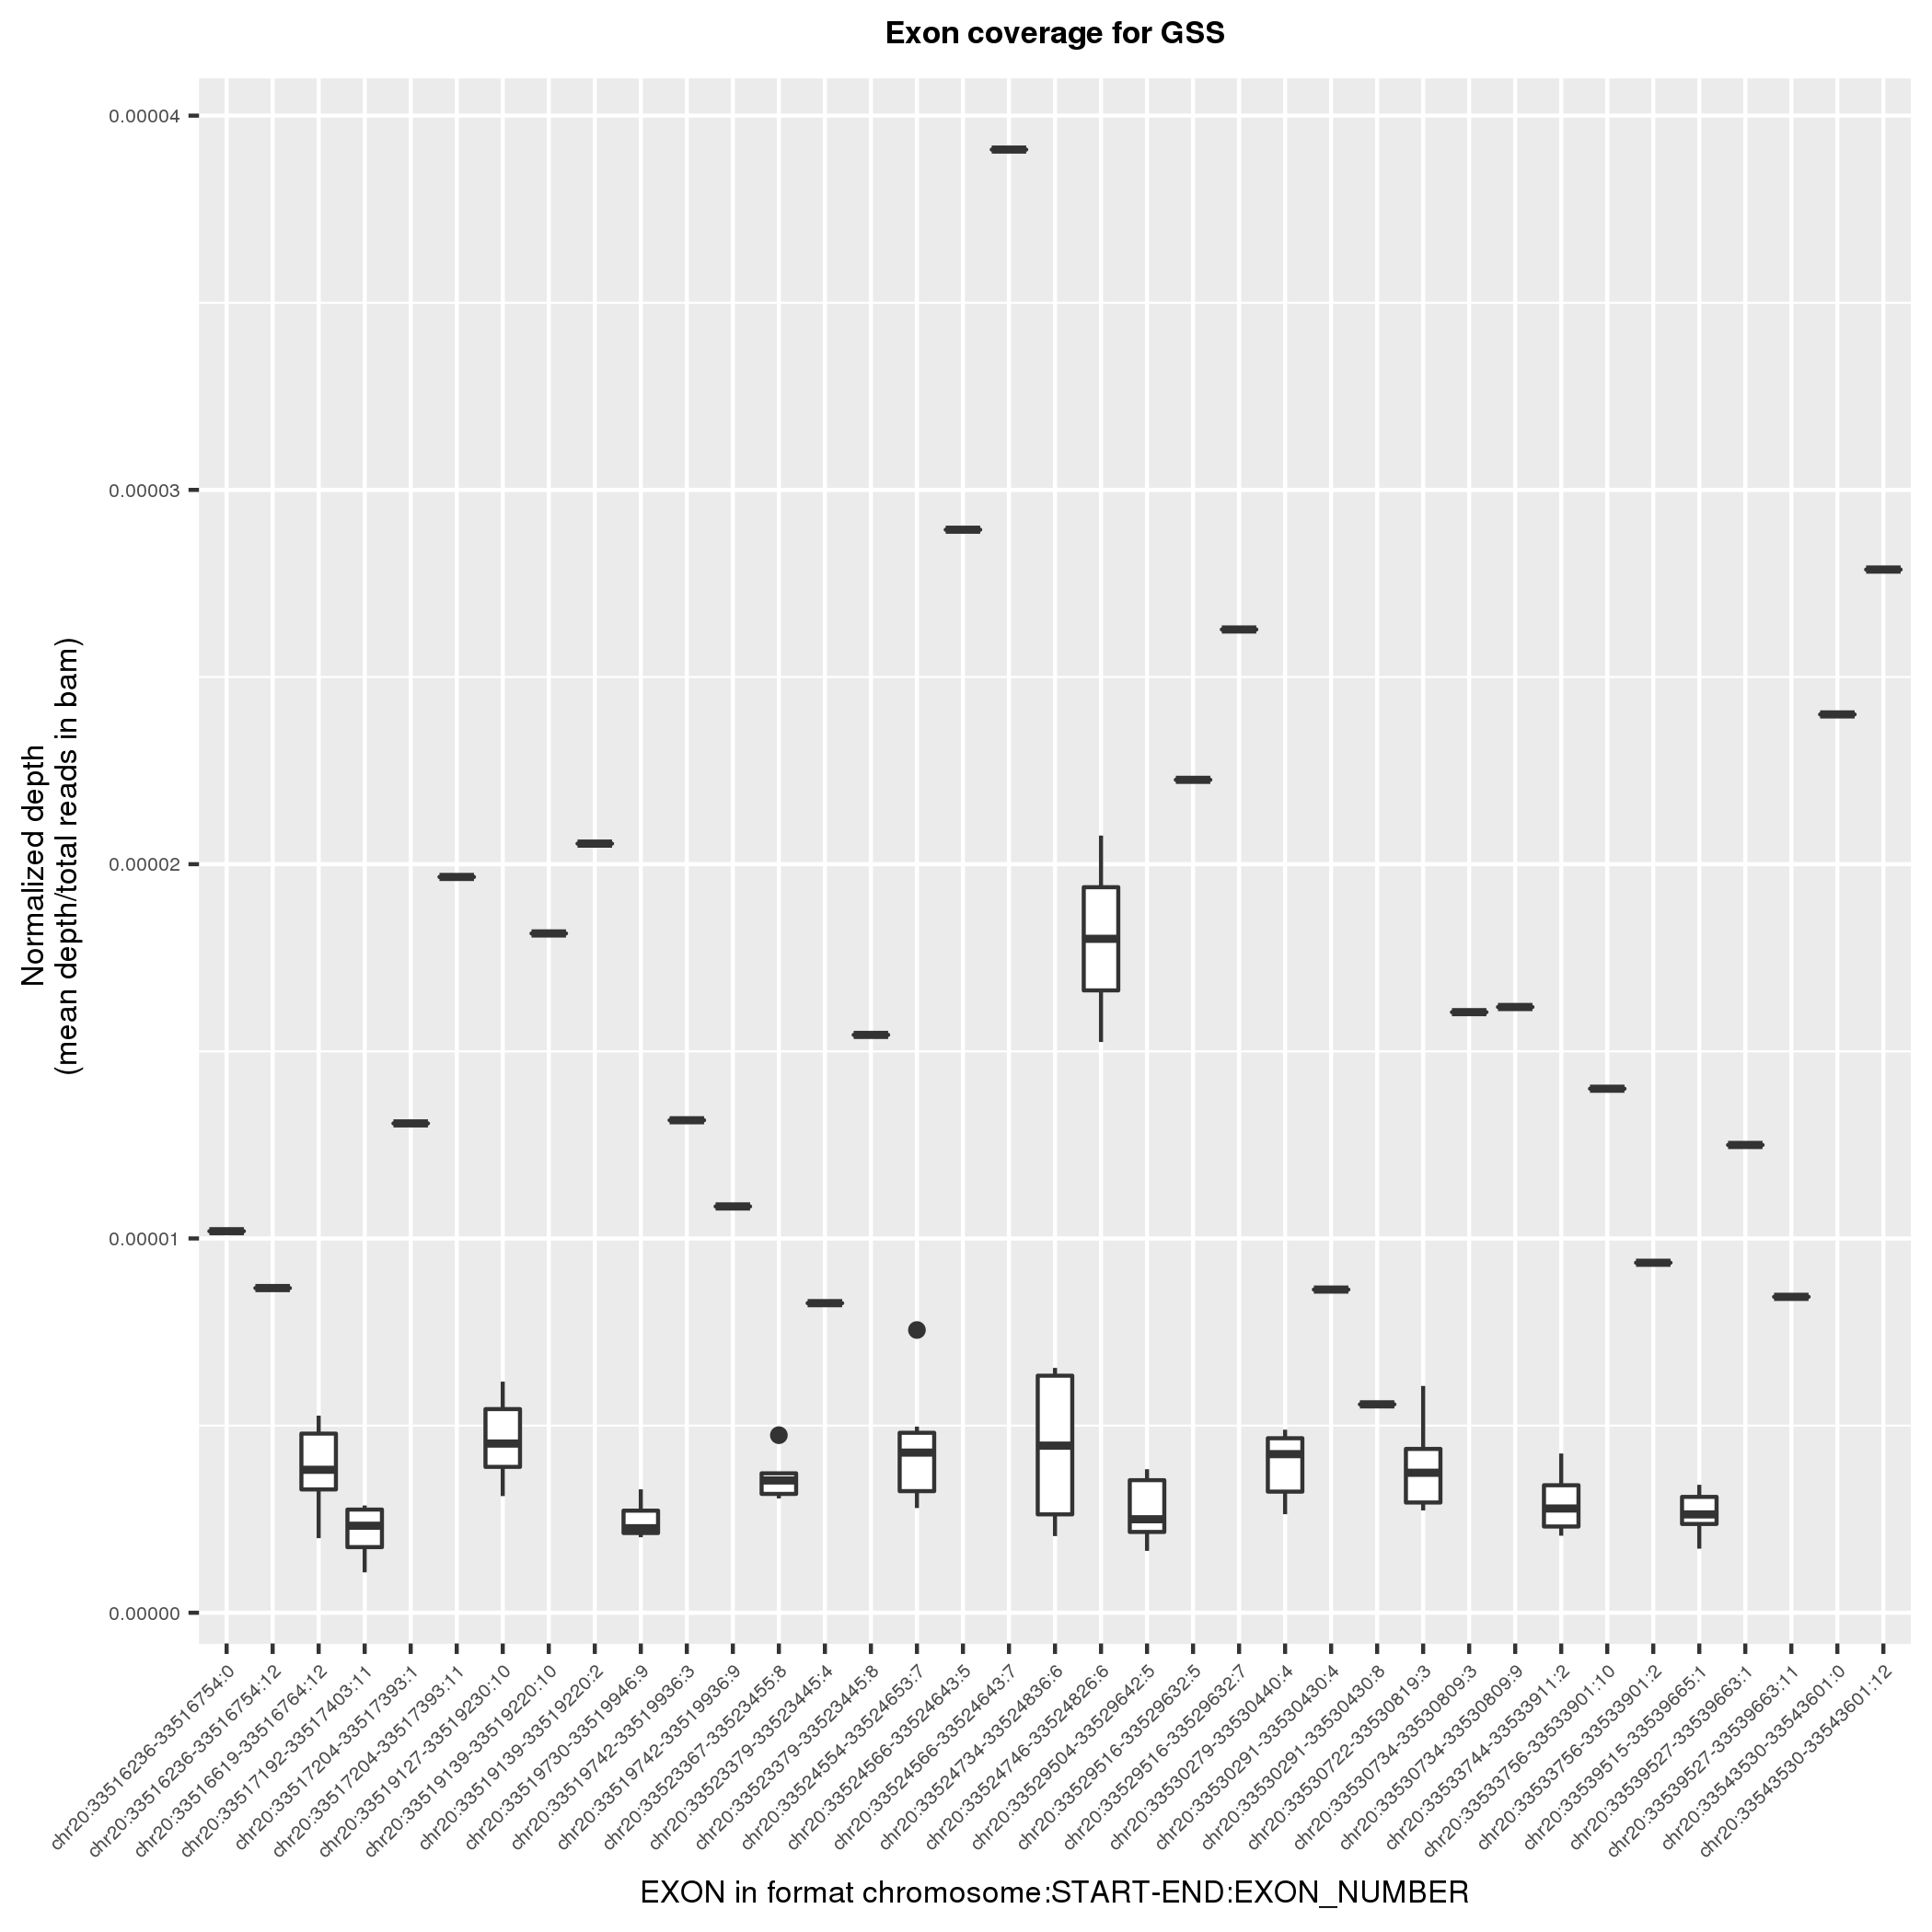 Exon coverage for GSS
0.00004
0.00003
0.00002
0.00001
0.00000
Normalized depth
(mean depth/total reads in bam)
chr20:33516236-33516754:0
chr20:33516236-33516754:12
chr20:33516619-33516764:12
chr20:33517192-33517403:11
chr20:33517204-33517393:1
chr20:33517204-33517393:11
chr20:33519127-33519230:10
chr20:33519139-33519220:10
chr20:33519139-33519220:2
chr20:33519730-33519946:9
chr20:33519742-33519936:3
chr20:33519742-33519936:9
chr20:33523367-33523455:8
chr20:33523379-33523445:4
chr20:33523379-33523445:8
chr20:33524554-33524653:7
chr20:33524566-33524643:5
chr20:33524566-33524643:7
chr20:33524734-33524836:6
chr20:33524746-33524826:6
chr20:33529504-33529642:5
chr20:33529516-33529632:5
chr20:33529516-33529632:7
chr20:33530279-33530440:4
chr20:33530291-33530430:4
chr20:33530291-33530430:8
chr20:33530722-33530819:3
chr20:33530734-33530809:3
chr20:33530734-33530809:9
chr20:33533744-33533911:2
chr20:33533756-33533901:10
chr20:33533756-33533901:2
chr20:33539515-33539665:1
chr20:33539527-33539663:1
chr20:33539527-33539663:11
chr20:33543530-33543601:0
chr20:33543530-33543601:12
EXON in format chromosome:START-END:EXON_NUMBER